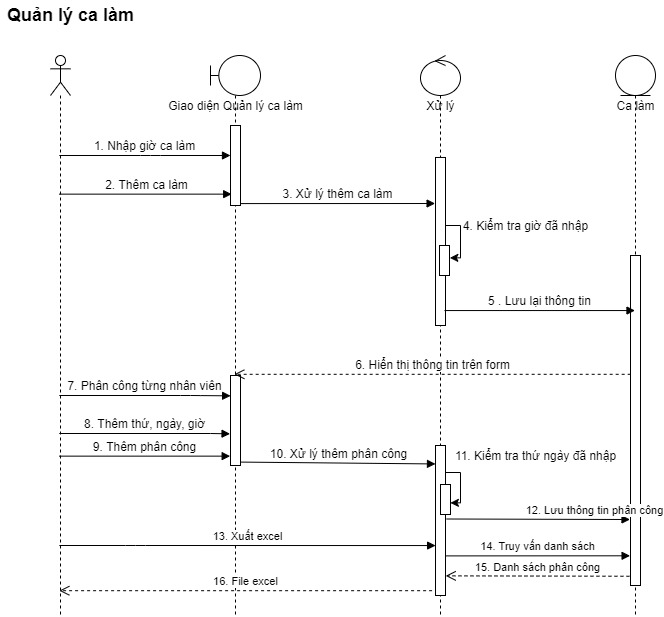 Quản lý ca làm
Giao diện Quản lý ca làm
Xử lý
Ca làm
1. Nhập giờ ca làm
2. Thêm ca làm
3. Xử lý thêm ca làm
4. Kiểm tra giờ đã nhập
5 . Lưu lại thông tin
6. Hiển thị thông tin trên form
7. Phân công từng nhân viên
8. Thêm thứ, ngày, giờ
9. Thêm phân công
10. Xử lý thêm phân công
11. Kiểm tra thứ ngày đã nhập
12. Lưu thông tin phân công
13. Xuất excel
14. Truy vấn danh sách
15. Danh sách phân công
16. File excel